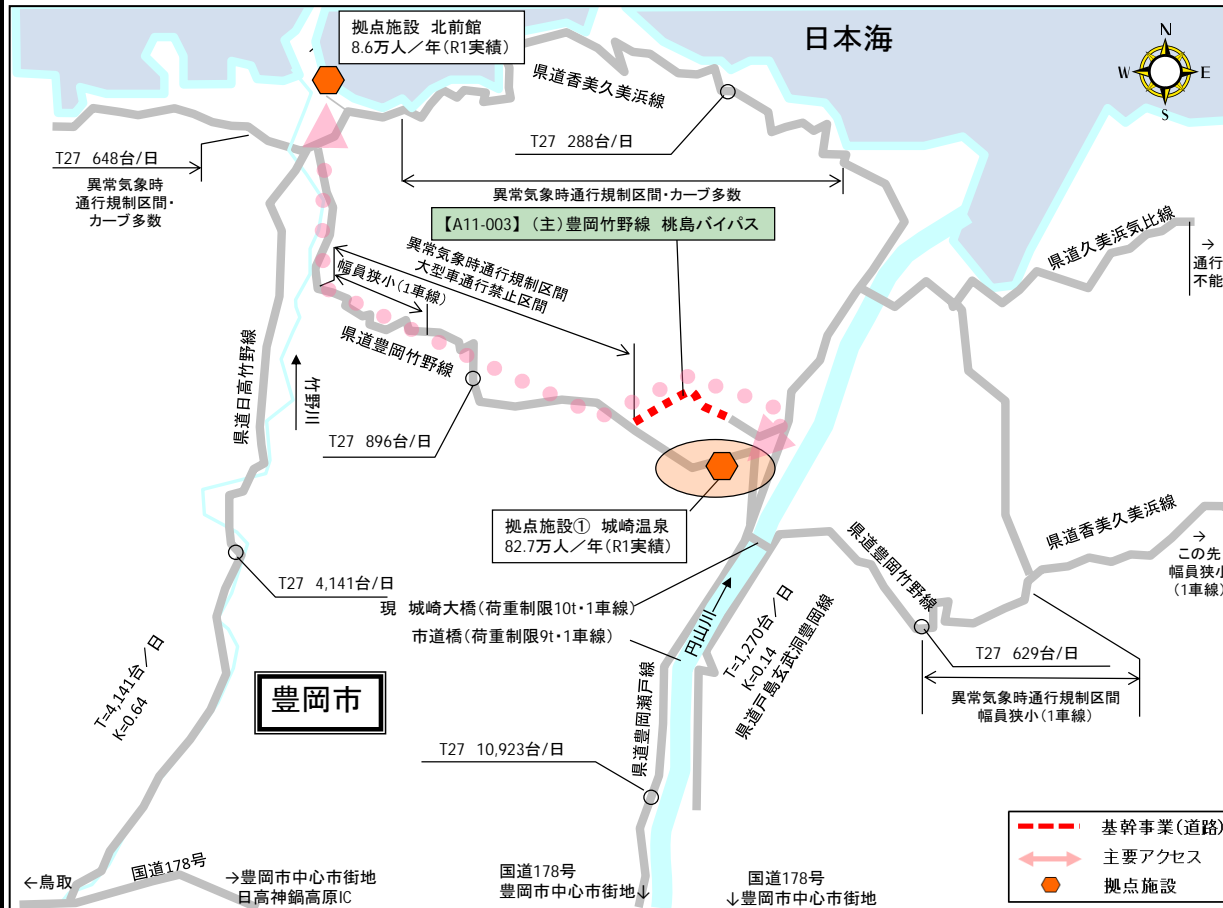 拠点施設 北前館
8.6万人／年(R1実績)
日本海
N
W
E
S
県道香美久美浜線
T27 648台/日
異常気象時
通行規制区間・
カーブ多数
T27 288台/日
異常気象時通行規制区間・カーブ多数
【A11-003】 (主)豊岡竹野線 桃島バイパス
県道久美浜気比線
→
通行
不能
異常気象時通行規制区間
大型車通行禁止区間
幅員狭小(1車線)
県道豊岡竹野線
県道日高竹野線
竹野川
T27 896台/日
拠点施設① 城崎温泉
82.7万人／年(R1実績)
県道香美久美浜線
→
この先
幅員狭小
(1車線)
県道豊岡竹野線
T27 4,141台/日
現 城崎大橋(荷重制限10t・1車線)
市道橋(荷重制限9t・1車線)
円山川
T=1,270台／日
K=0.14
県道戸島玄武洞豊岡線
T27 629台/日
異常気象時通行規制区間
幅員狭小(1車線)
T=4,141台／日
K=0.64
豊岡市
県道豊岡瀬戸線
T27 10,923台/日
基幹事業(道路)
主要アクセス
拠点施設
←鳥取
国道178号
→豊岡市中心市街地
日高神鍋高原IC
国道178号
豊岡市中心市街地↓
国道178号
↓豊岡市中心市街地